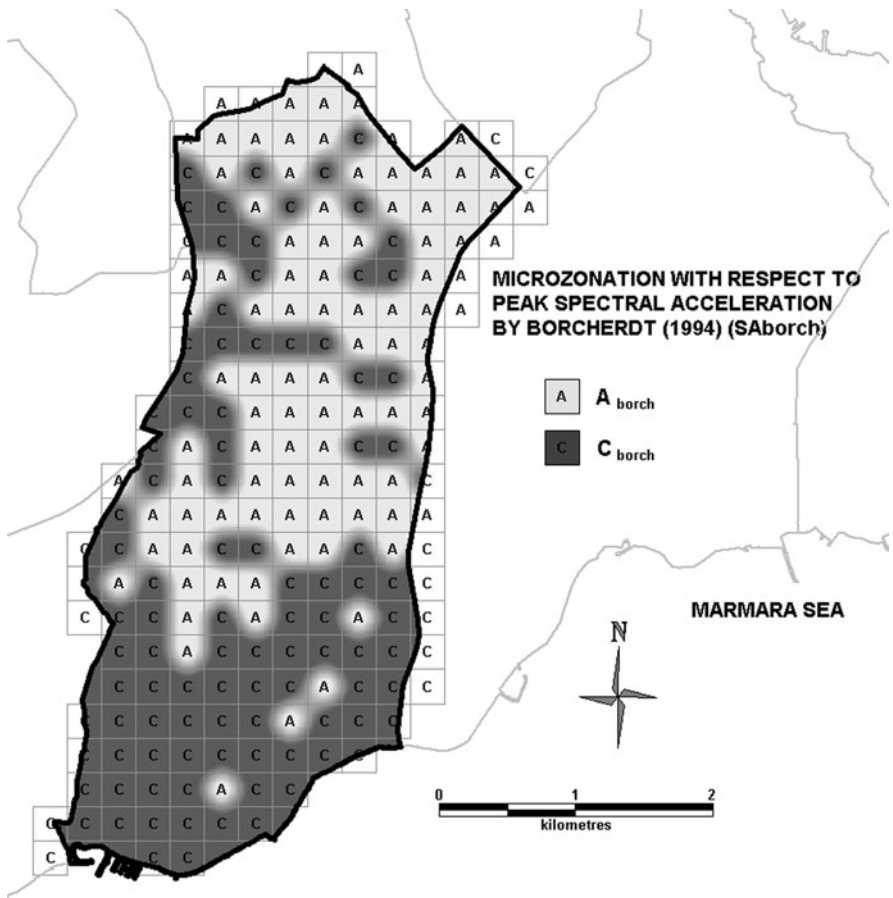 A
A A A A A
A A A A A C A A C
C A C A C A A A A A C
C C A C A C A A A A A
C C C A A A C A A A
A A C A A C C A A
A C A A A A A A A
C C C C C A A A
C A A A A C C A
C C C A A A A A A
C A C A A A C C A
A C A C A A A A A C
C A A A A A A A A A
C C A A C C A A C A C
A C A A A C C C C C
C C C A C A C C A C C
C C A C C C C C C
C C C C C C A C C C
C C C C C C A C C C
C C C C C C C C C
C C C C A C C
C C C C C C C
C C C
MICROZONATION WITH RESPECT TO
PEAK SPECTRAL ACCELERATION
BY BORCHERDT (1994) (SAborch)
A A borch
C C borch
MARMARA SEA
N
0 1 2
kilometres